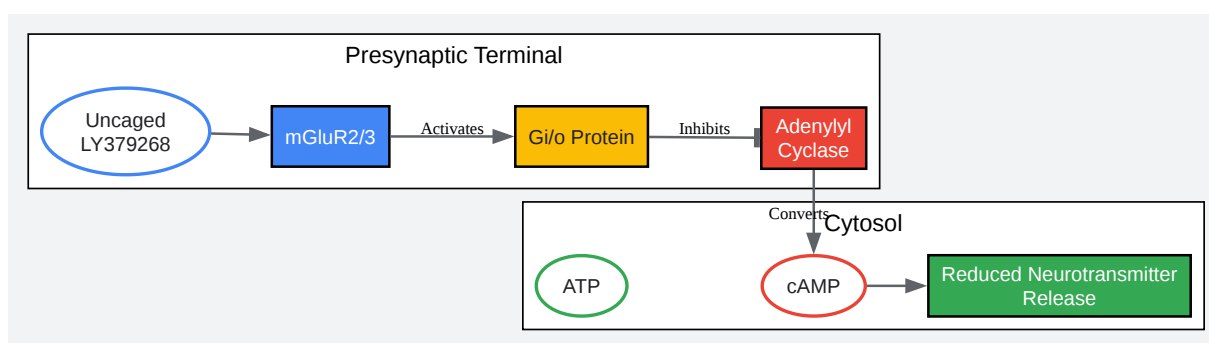 Presynaptic Terminal
Uncaged
LY379268
mGluR2/3
Activates
Gi/o Protein
Inhibits
Adenylyl
Cyclase
Converts
Cytosol
ATP
cAMP
Reduced Neurotransmitter
Release